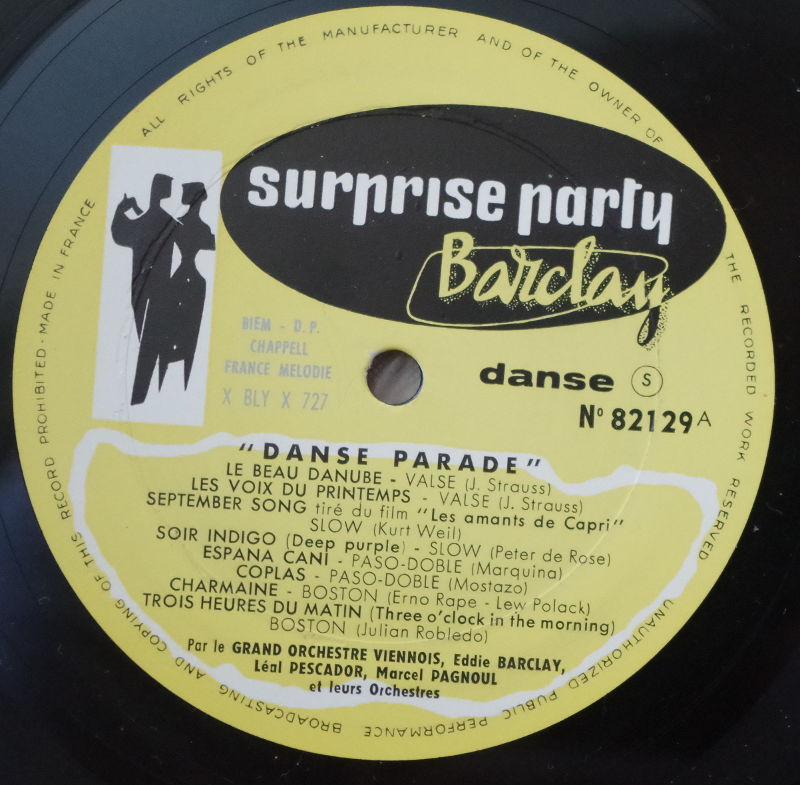 ALL RIGHTS OF THE MANUFACTURER AND OF THE OWNER OF THE RECORDED WORK RESERVED
UNAUTHORIZED PUBLIC PERFORMANCE BROADCASTING AND COPYING OF THIS RECORD PROHIBITED - MADE IN FRANCE
surprise party
Barclay
BIEM - D.P.
CHAPPELL
FRANCE MELODIE
X BLY X 727
danse S
N° 82129 A
"DANSE PARADE"
LE BEAU DANUBE - VALSE (J. Strauss)
LES VOIX DU PRINTEMPS - VALSE (J. Strauss)
SEPTEMBER SONG tiré du film "Les amants de Capri"
SLOW (Kurt Weil)
SOIR INDIGO (Deep purple) - SLOW (Peter de Rose)
ESPANA CANI - PASO-DOBLE (Marquina)
COPLAS - PASO-DOBLE (Mostazo)
CHARMAINE - BOSTON (Erno Rape - Lew Polack)
TROIS HEURES DU MATIN (Three o'clock in the morning)
BOSTON (Julian Robledo)
Par le GRAND ORCHESTRE VIENNOIS, Eddie BARCLAY,
Léal PESCADOR, Marcel PAGNOUL
et leurs Orchestres